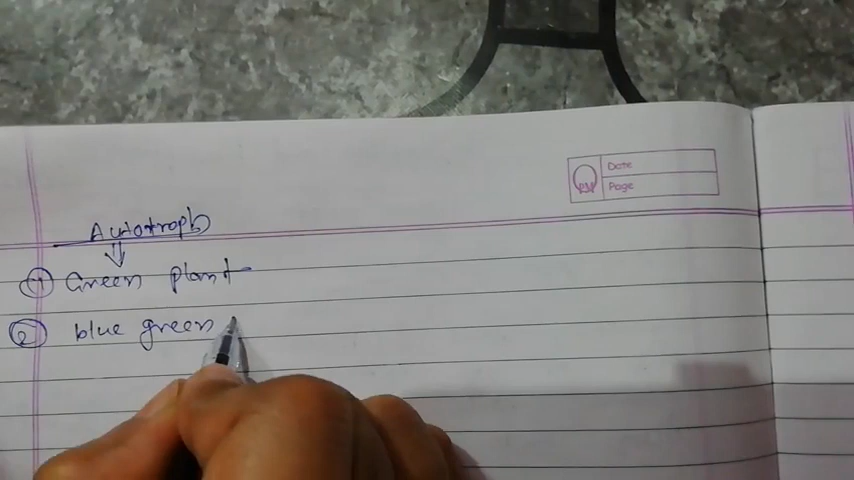 Date
Page
Autotroph
① Green plant
② blue green